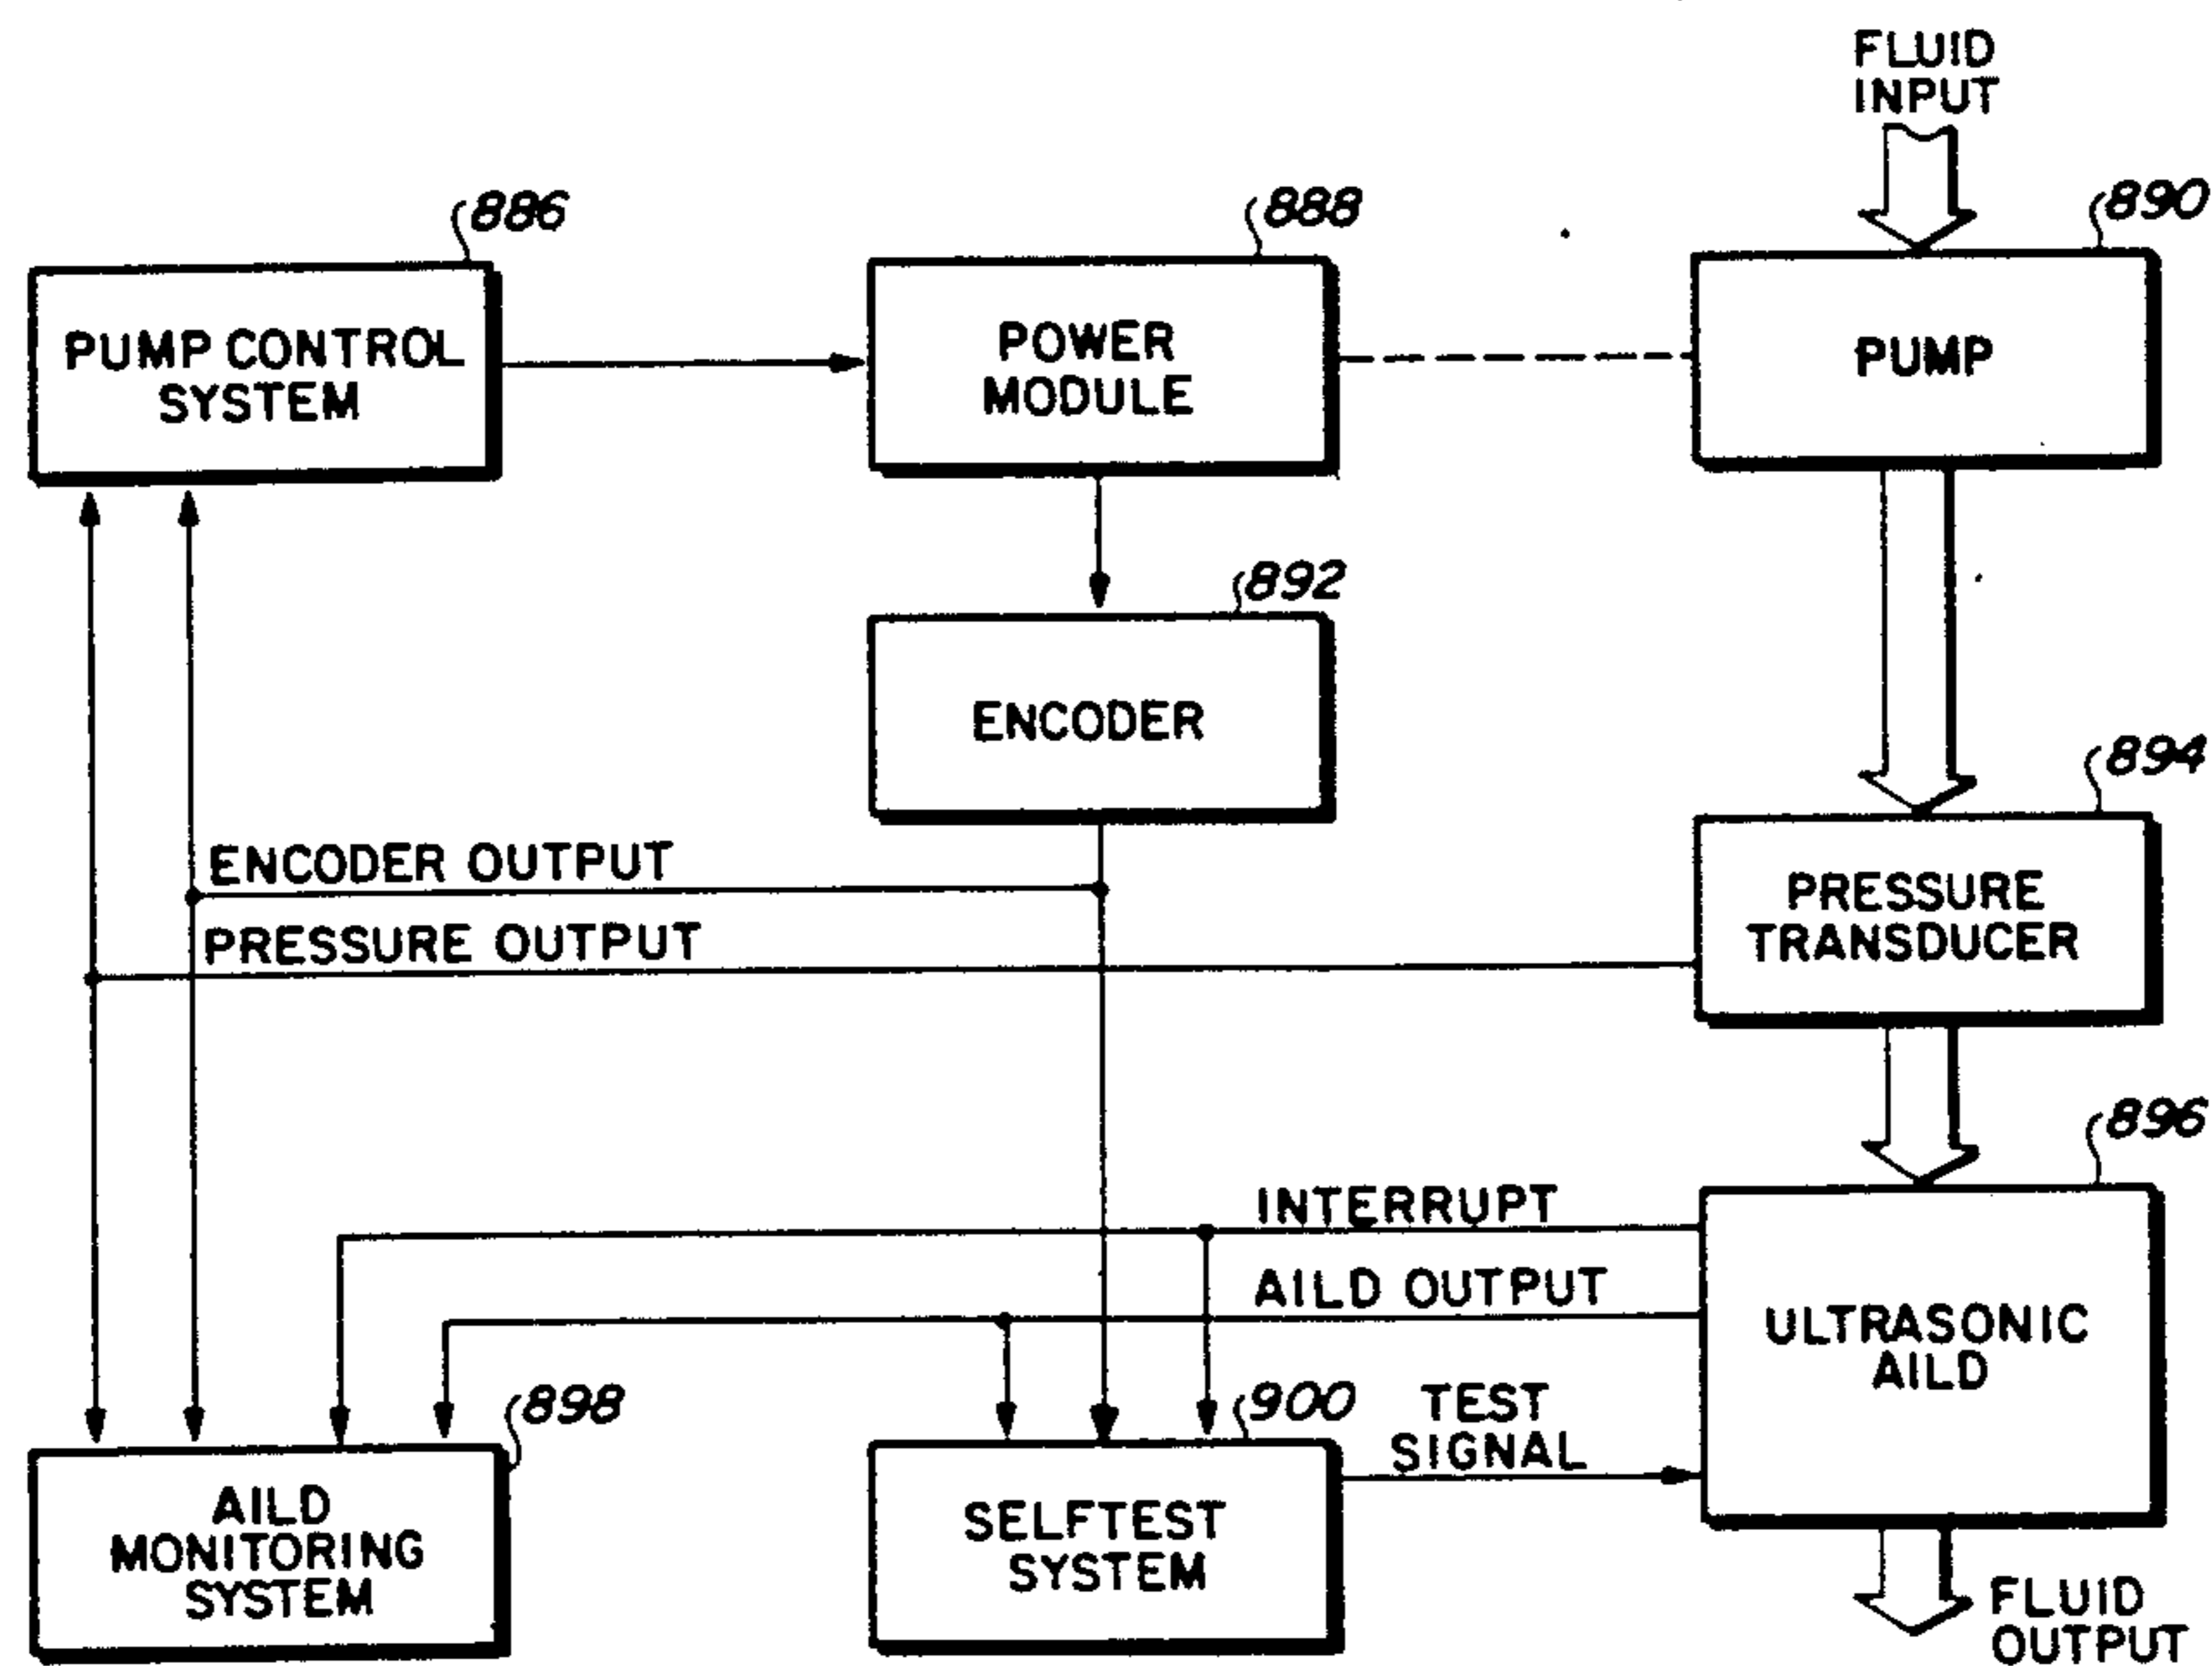 FLUID
INPUT
886
888
890
PUMP CONTROL
SYSTEM
POWER
MODULE
PUMP
892
ENCODER
894
ENCODER OUTPUT
PRESSURE
TRANSDUCER
PRESSURE OUTPUT
896
INTERRUPT
AILD OUTPUT
ULTRASONIC
AILD
898
900
TEST
SIGNAL
AILD
MONITORING
SYSTEM
SELFTEST
SYSTEM
FLUID
OUTPUT